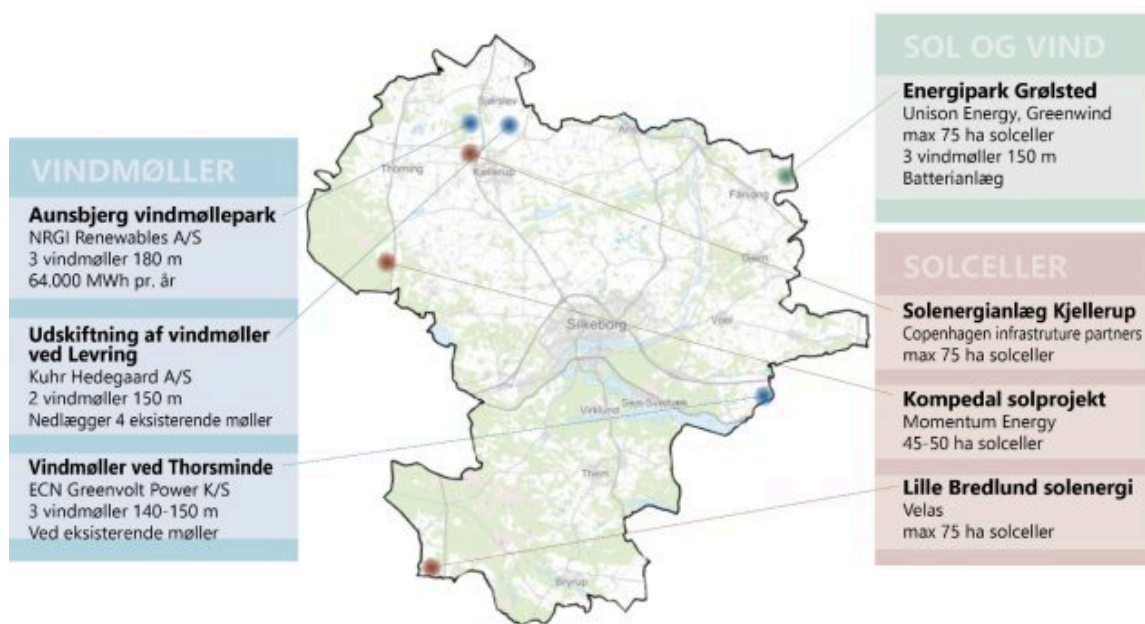 VINDMØLLER
Aunsbjerg vindmøllepark
NRGI Renewables A/S
3 vindmøller 180 m
64.000 MWh pr. år
Udskiftning af vindmøller
ved Levring
Kuhr Hedegaard A/S
2 vindmøller 150 m
Nedlægger 4 eksisterende møller
Vindmøller ved Thorsminde
ECN Greenvolt Power K/S
3 vindmøller 140-150 m
Ved eksisterende møller
Sjørslev
Thorning
Kjellerup
Fårvang
Gjern
Silkeborg
Voel
Virklund
Them
Bryrup
SOL OG VIND
Energipark Grølsted
Unison Energy, Greenwind
max 75 ha solceller
3 vindmøller 150 m
Batterianlæg
SOLCELLER
Solenergianlæg Kjellerup
Copenhagen infrastruture partners
max 75 ha solceller
Kompedal solprojekt
Momentum Energy
45-50 ha solceller
Lille Bredlund solenergi
Velas
max 75 ha solceller